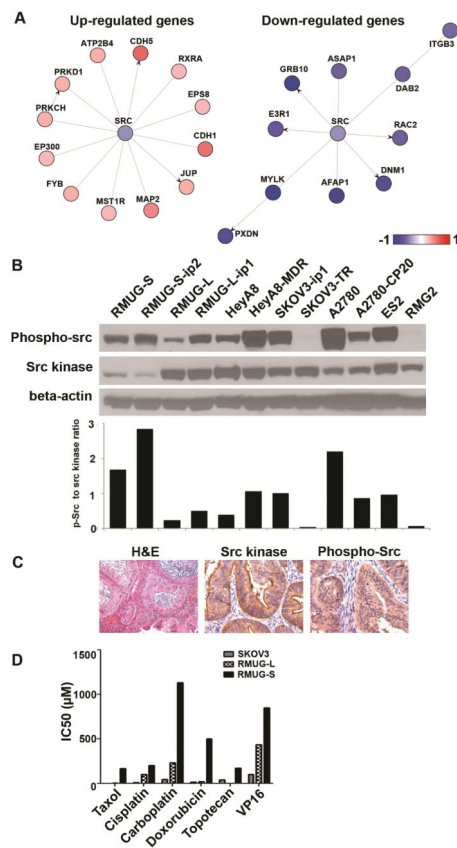 A
Up-regulated genes
Down-regulated genes
ATP2B4
CDH5
RXRA
PRKD1
EPS8
PRKCH
SRC
CDH1
EP300
JUP
FYB
MST1R
MAP2
ITGB3
ASAP1
GRB10
DAB2
E3R1
SRC
RAC2
MYLK
DNM1
AFAP1
PXDN
-1
1
B
RMUG-S
RMUG-S-ip2
RMUG-L
RMUG-L-ip1
HeyA8
HeyA8-MDR
SKOV3-ip1
SKOV3-TR
A2780
A2780-CP20
ES2
RMG2
Phospho-src
Src kinase
beta-actin
p-Src to src kinase ratio
3
2
1
0
C
H&E
Src kinase
Phospho-Src
D
SKOV3
RMUG-L
RMUG-S
IC50 (μM)
1500
1000
500
0
Taxol
Cisplatin
Carboplatin
Doxorubicin
Topotecan
VP16